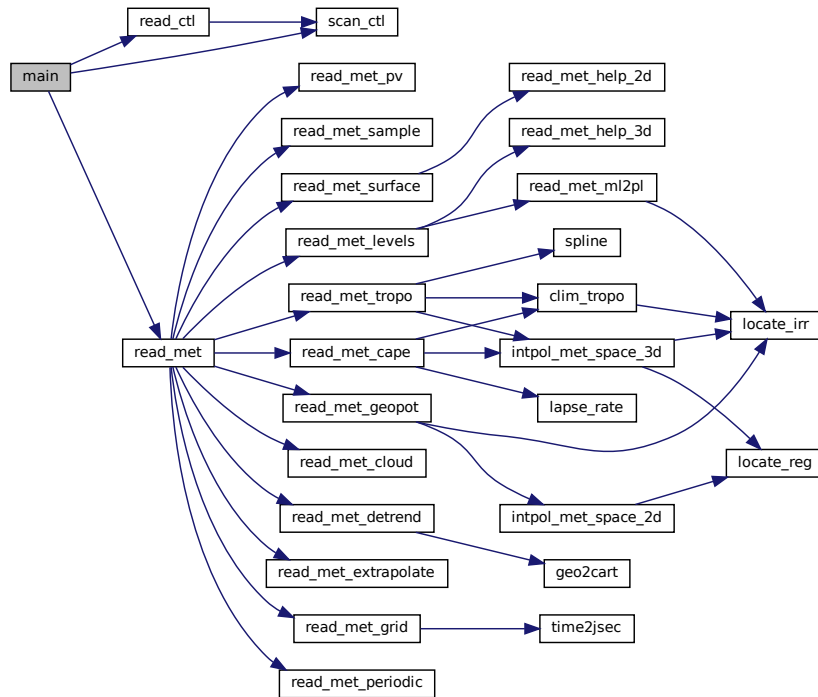 read_ctl
scan_ctl
main
read_met_pv
read_met_help_2d
read_met_sample
read_met_help_3d
read_met_surface
read_met_ml2pl
read_met_levels
spline
read_met_tropo
clim_tropo
locate_irr
read_met
read_met_cape
intpol_met_space_3d
read_met_geopot
lapse_rate
read_met_cloud
locate_reg
read_met_detrend
intpol_met_space_2d
read_met_extrapolate
geo2cart
read_met_grid
time2jsec
read_met_periodic